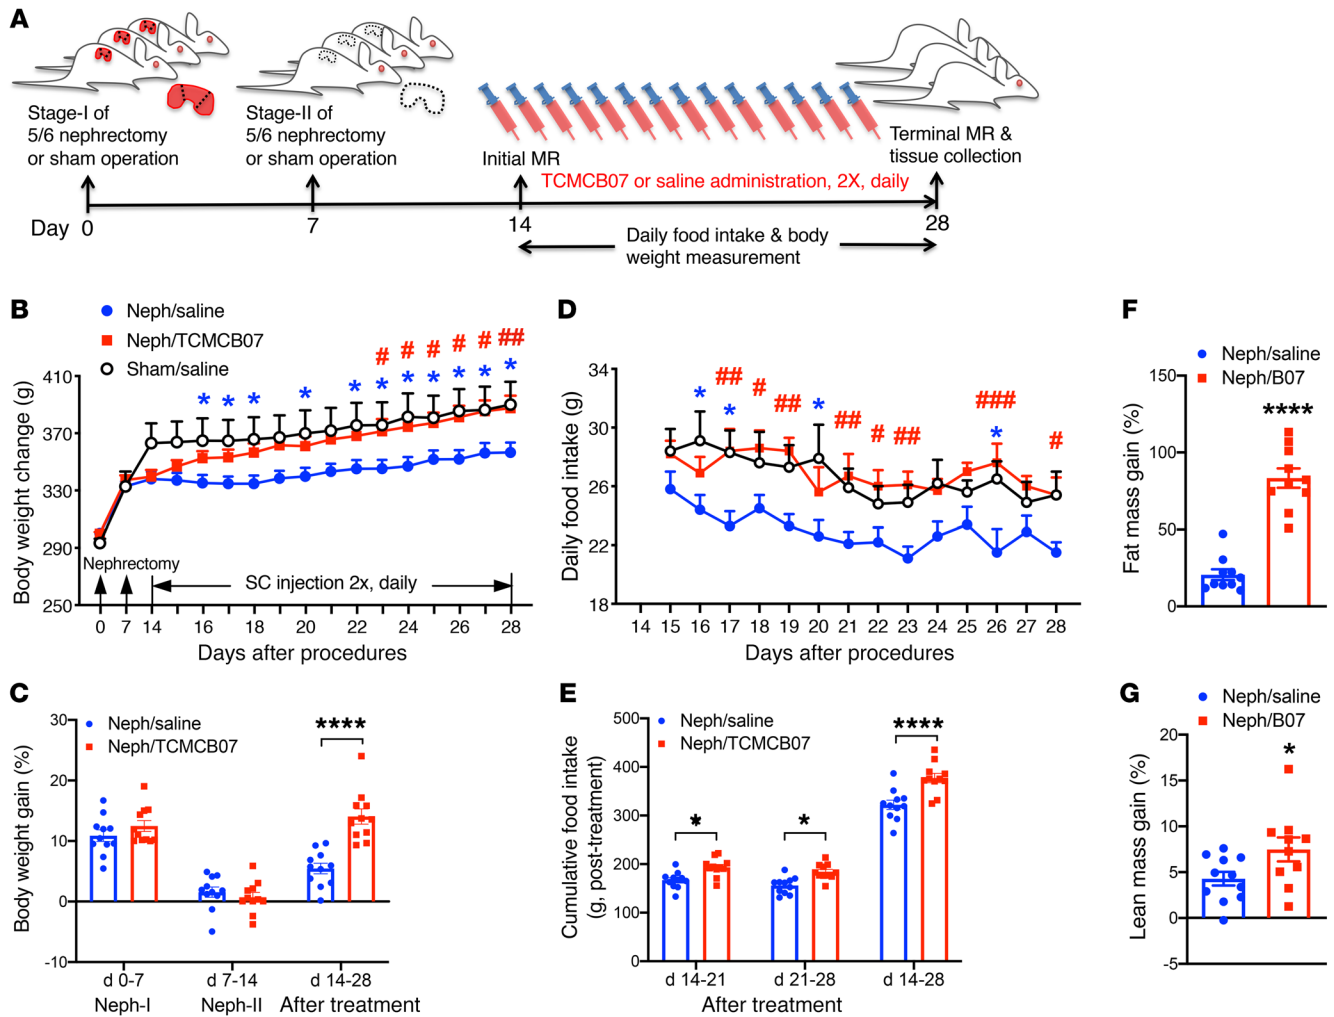 A
Stage-I of
5/6 nephrectomy
or sham operation
Stage-II of
5/6 nephrectomy
or sham operation
Initial MR
Terminal MR &
tissue collection
TCMCB07 or saline administration, 2X, daily
Day 0 7 14 28
Daily food intake & body
weight measurement
B
Neph/saline
Neph/TCMCB07
Sham/saline
# # # # # ##
* * * * * * * * * * *
Body weight change (g)
410
370
330
290
250
Nephrectomy
SC injection 2x, daily
0 7 14 16 18 20 22 24 26 28
Days after procedures
D
## # ## ## # ## ### #
* * * *
Daily food intake (g)
34
30
26
22
18
14 15 16 17 18 19 20 21 22 23 24 25 26 27 28
Days after procedures
F
Neph/saline
Neph/B07
****
Fat mass gain (%)
150
100
50
0
C
Neph/saline
Neph/TCMCB07
****
Body weight gain (%)
30
20
10
0
-10
d 0-7 d 7-14 d 14-28
Neph-I Neph-II After treatment
E
Neph/saline
Neph/TCMCB07
* * ****
Cumulative food intake
(g, post-treatment)
500
400
300
200
100
0
d 14-21 d 21-28 d 14-28
After treatment
G
Neph/saline
Neph/B07
*
Lean mass gain (%)
20
15
10
5
0
-5